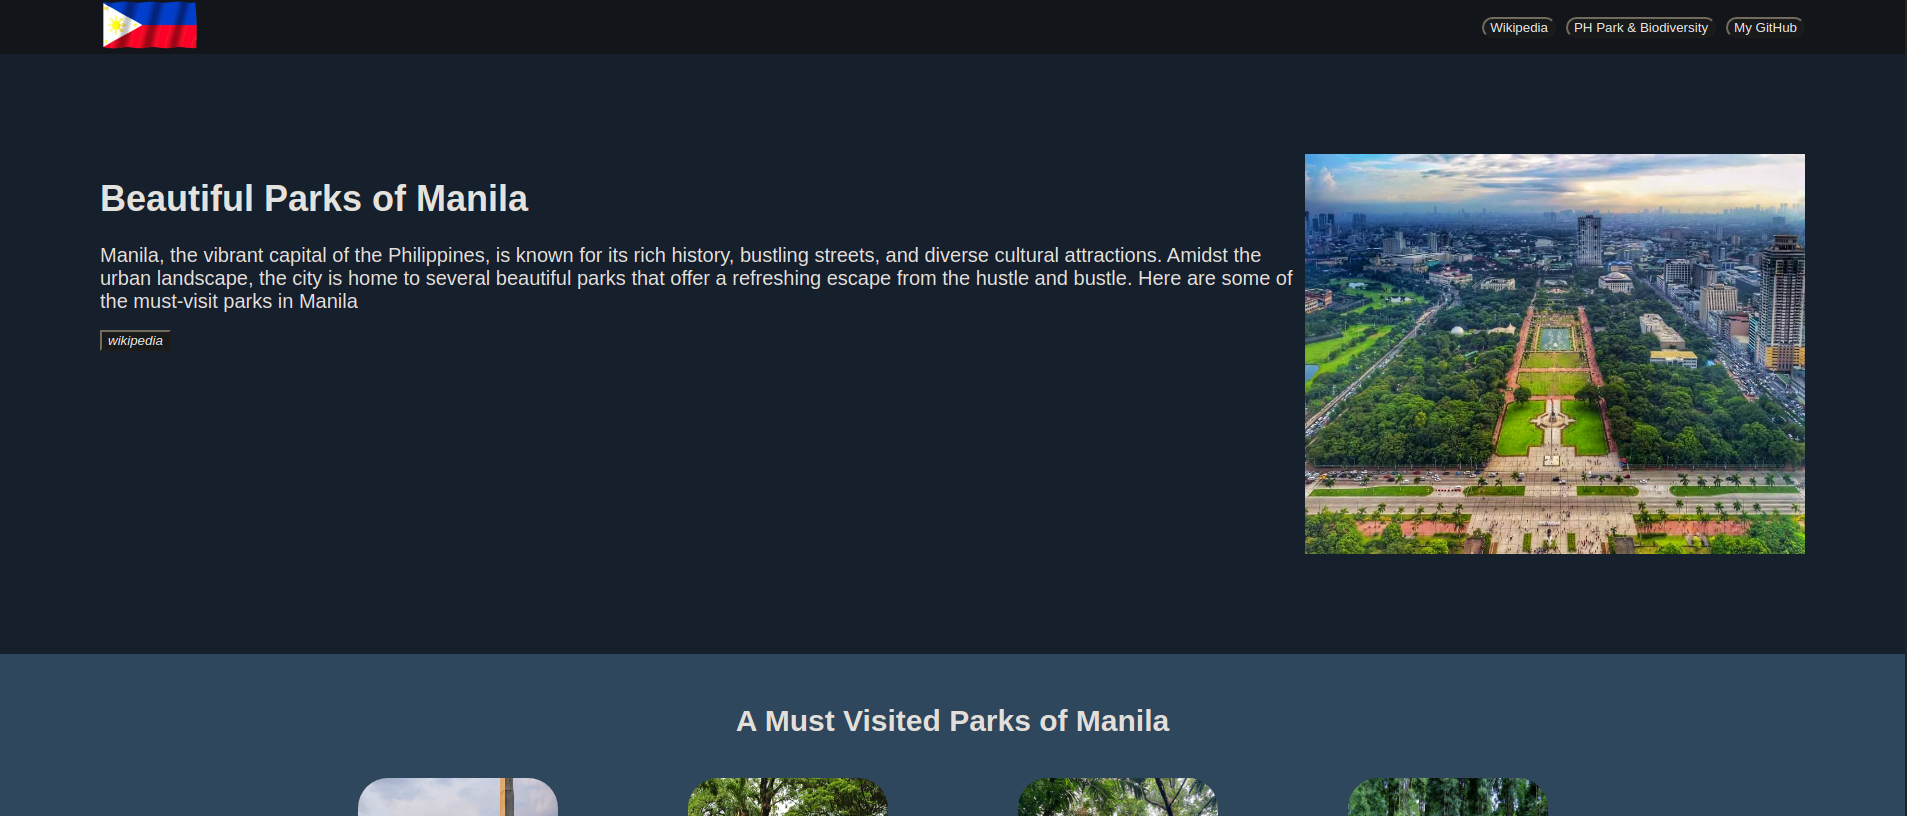 Wikipedia
PH Park & Biodiversity
My GitHub
Beautiful Parks of Manila
Manila, the vibrant capital of the Philippines, is known for its rich history, bustling streets, and diverse cultural attractions. Amidst the
urban landscape, the city is home to several beautiful parks that offer a refreshing escape from the hustle and bustle. Here are some of
the must-visit parks in Manila
wikipedia
A Must Visited Parks of Manila